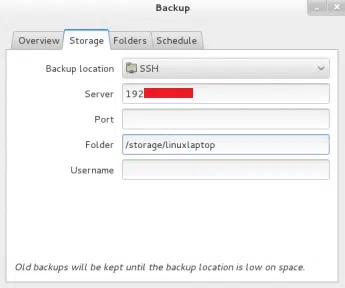 Backup
Overview Storage Folders Schedule
Backup location SSH
Server 192
Port
Folder /storage/linuxlaptop
Username
Old backups will be kept until the backup location is low on space.